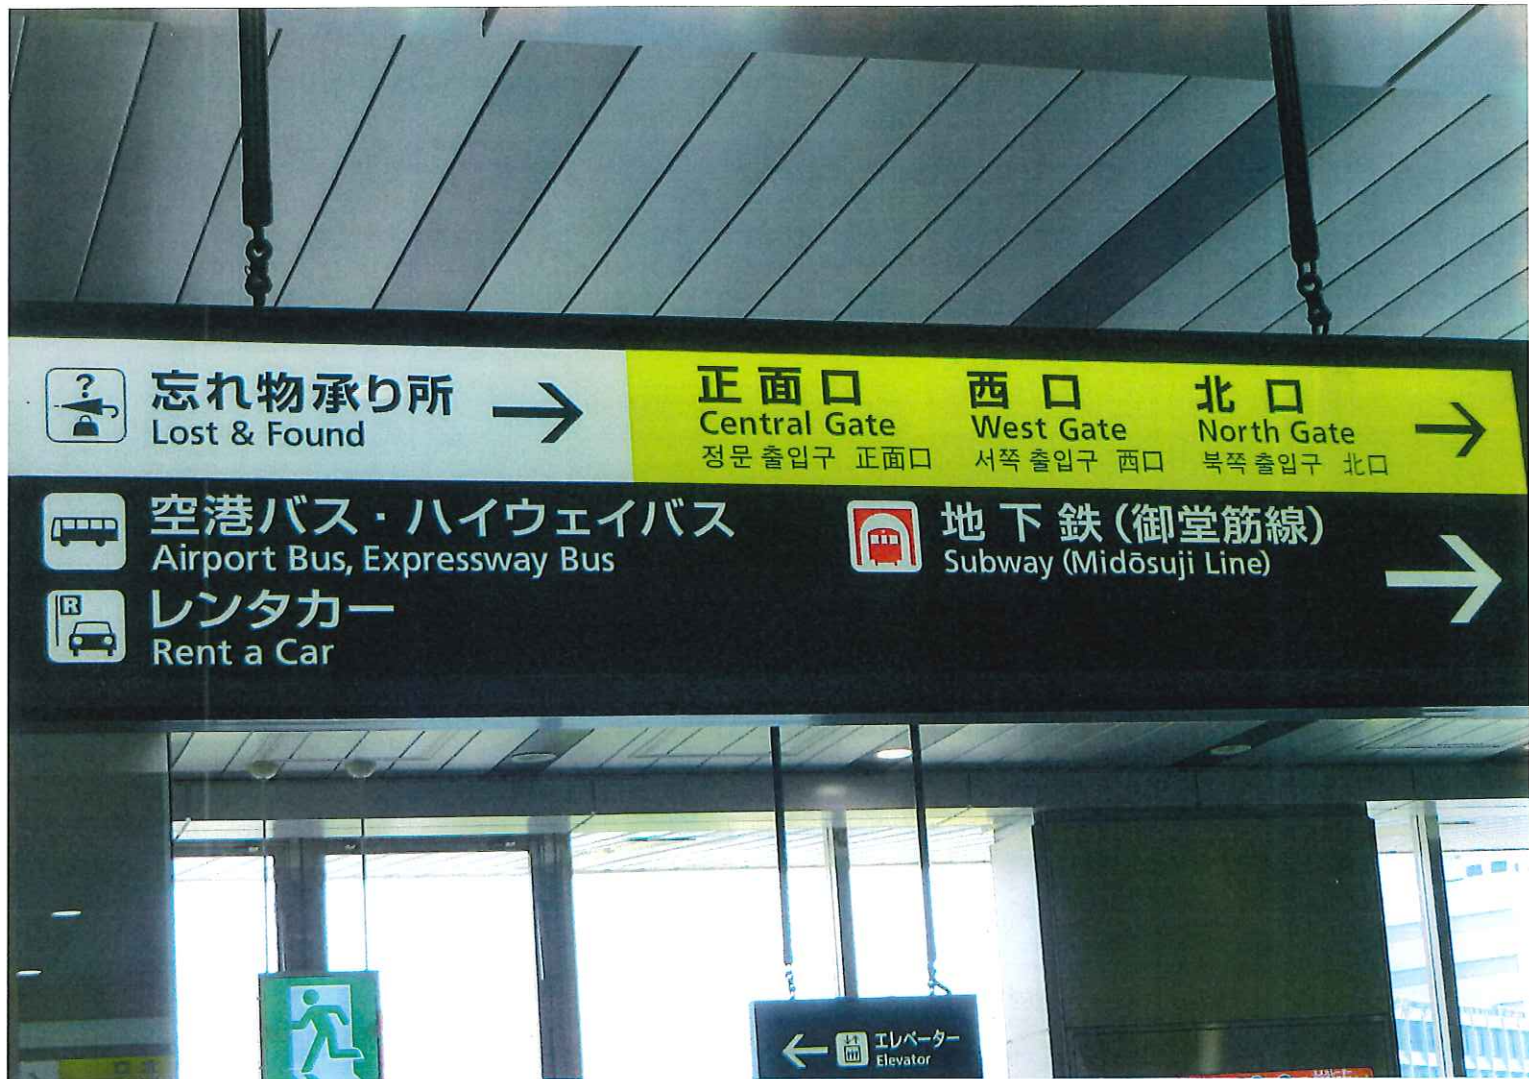 ?
忘れ物承り所
Lost & Found
正面口
Central Gate
정문 출입구 正面口
西口
West Gate
서쪽 출입구 西口
北口
North Gate
북쪽 출입구 北口
空港バス・ハイウェイバス
Airport Bus, Expressway Bus
R
レンタカー
Rent a Car
地下鉄(御堂筋線)
Subway (Midōsuji Line)
エレベーター
Elevator